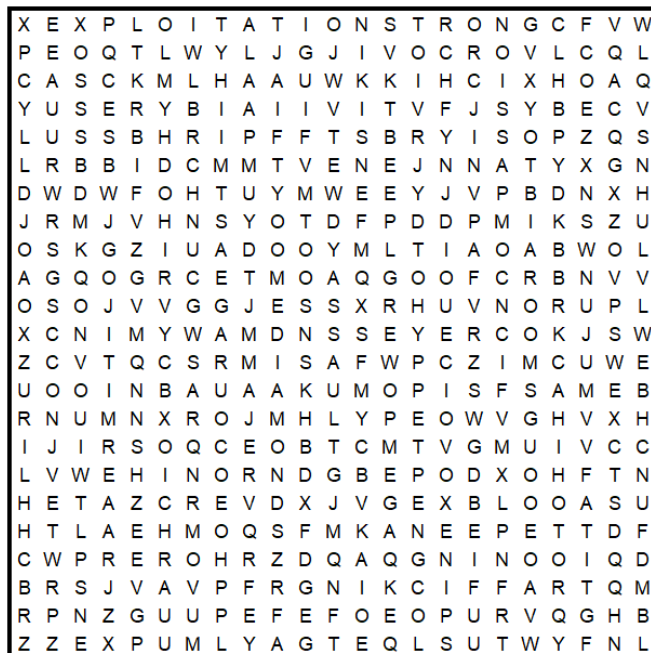 X E X P L O I T A T I O N S T R O N G C F V W
P E O Q T L W Y L J G J I V O C R O V L C Q L
C A S C K M L H A A U W K K I H C I X H O A Q
Y U S E R Y B I A I I V I T V F J S Y B E C V
L U S S B H R I P F F T S B R Y I S O P Z Q S
L R B B I D C M M T V E N E J N N A T Y X G N
D W D W F O H T U Y M W E E Y J V P B D N X H
J R M J V H N S Y O T D F P D D P M I K S Z U
O S K G Z I U A D O O Y M L T I A O A B W O L
A G Q O G R C E T M O A Q G O O F C R B N V V
O S O J V V G G J E S S X R H U V N O R U P L
X C N I M Y W A M D N S S E Y E R C O K J S W
Z C V T Q C S R M I S A F W P C Z I M C U W E
U O O I N B A U A A K U M O P I S F S A M E B
R N U M N X R O J M H L Y P E O W V G H V X H
I J I R S O Q C E O B T C M T V G M U I V C C
L V W E H I N O R N D G B E P O D X O H F T N
H E T A Z C R E V D X J V G E X B L O O A S U
H T L A E H M O Q S F M K A N E E P E T T D F
C W P R E R O H R Z D Q A Q G N I N O O I Q D
B R S J V A V P F R G N I K C I F F A R T Q M
R P N Z G U U P E F E F O E O P U R V Q G H B
Z Z E X P U M L Y A G T E Q L S U T W Y F N L